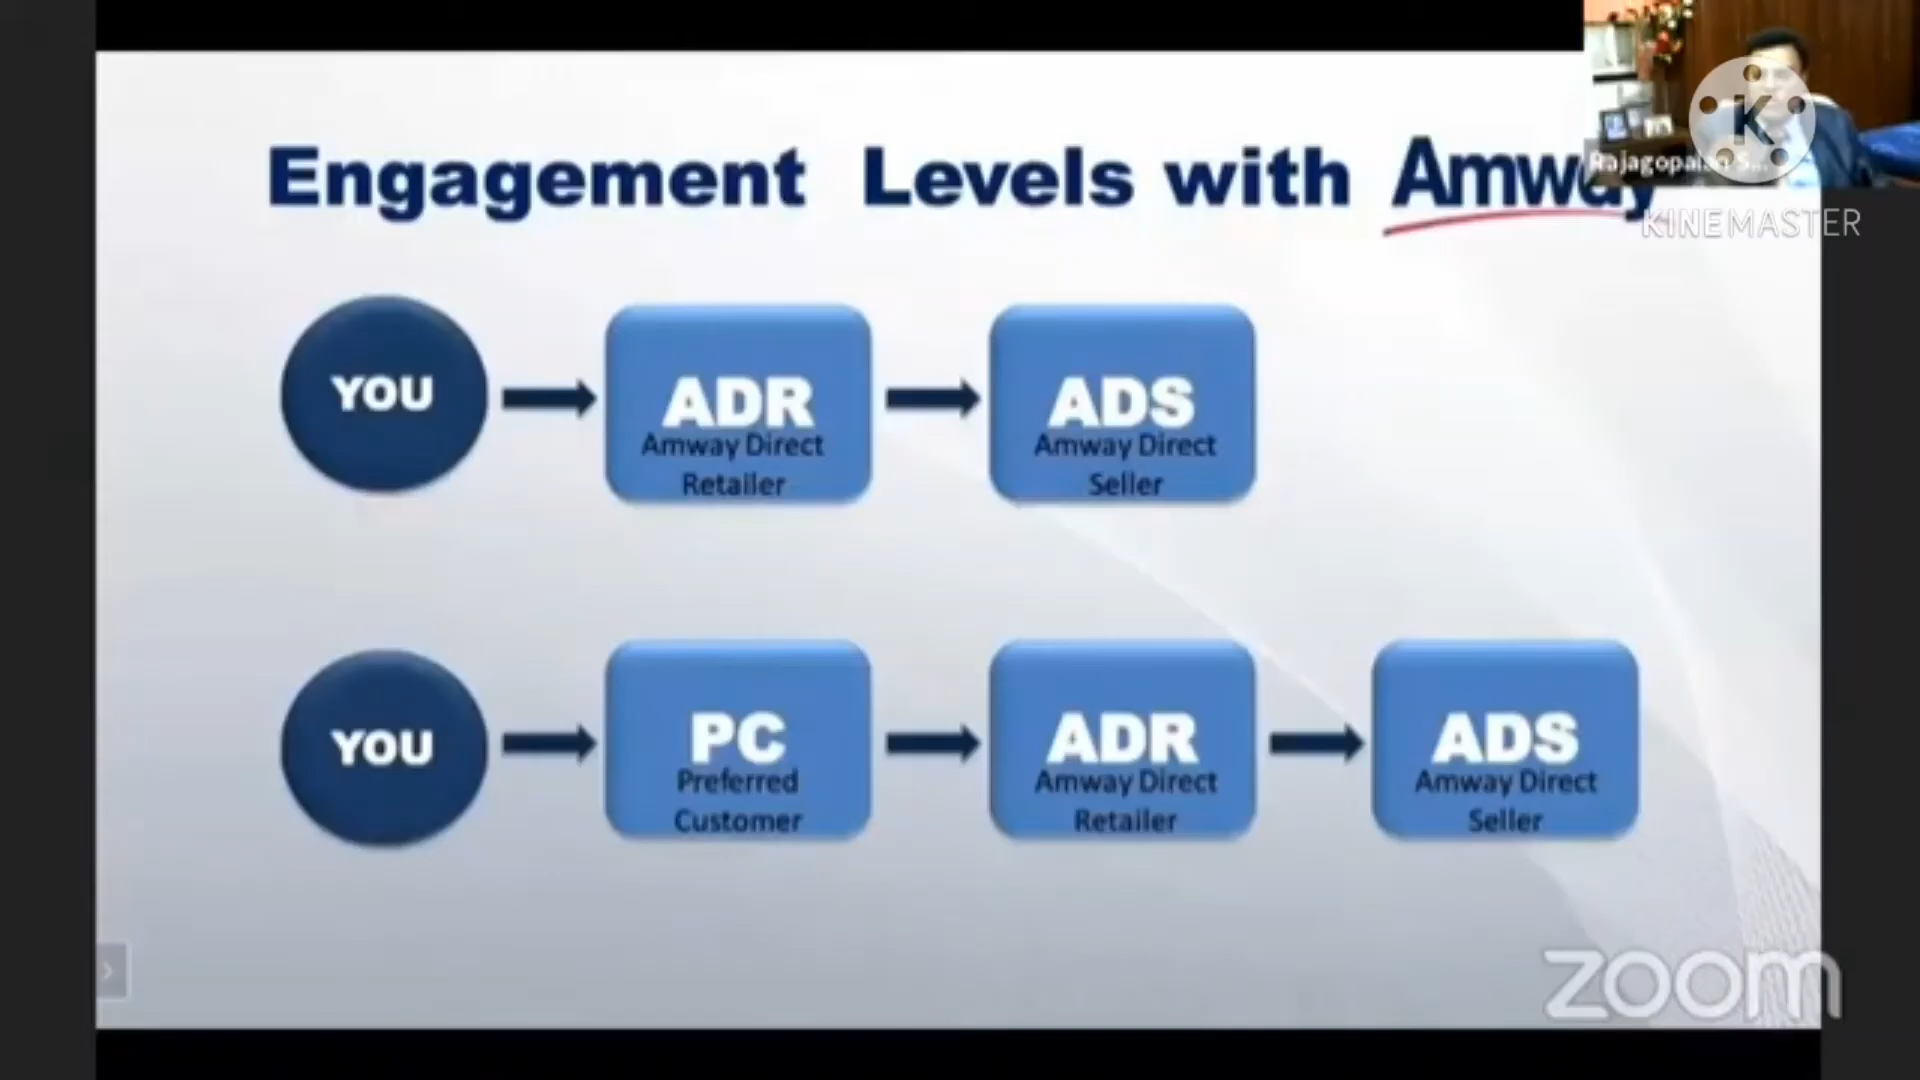 Engagement Levels with Amway
K
KINEMASTER
YOU
ADR
Amway Direct
Retailer
ADS
Amway Direct
Seller
YOU
PC
Preferred
Customer
ADR
Amway Direct
Retailer
ADS
Amway Direct
Seller
zoom